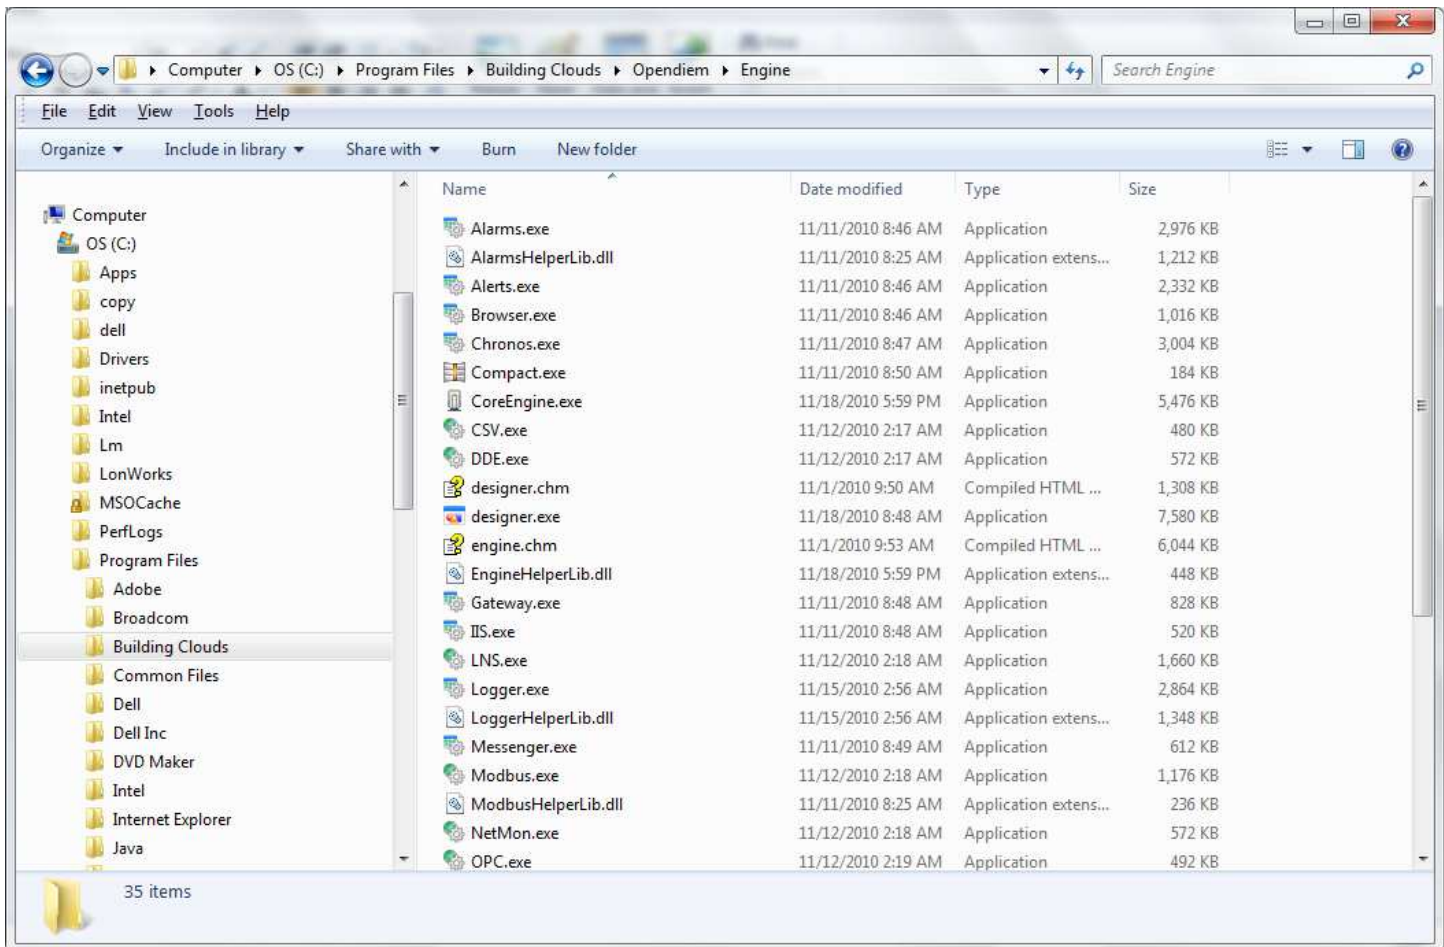 Computer ▸ OS (C:) ▸ Program Files ▸ Building Clouds ▸ Opendiem ▸ Engine Search Engine
File Edit View Tools Help
Organize Include in library Share with Burn New folder
Name Date modified Type Size
Computer
OS (C:)
Apps
copy
dell
Drivers
inetpub
Intel
Lm
LonWorks
MSOCache
PerfLogs
Program Files
Adobe
Broadcom
Building Clouds
Common Files
Dell
Dell Inc
DVD Maker
Intel
Internet Explorer
Java
Alarms.exe 11/11/2010 8:46 AM Application 2,976 KB
AlarmsHelperLib.dll 11/11/2010 8:25 AM Application extens... 1,212 KB
Alerts.exe 11/11/2010 8:46 AM Application 2,332 KB
Browser.exe 11/11/2010 8:46 AM Application 1,016 KB
Chronos.exe 11/11/2010 8:47 AM Application 3,004 KB
Compact.exe 11/11/2010 8:50 AM Application 184 KB
CoreEngine.exe 11/18/2010 5:59 PM Application 5,476 KB
CSV.exe 11/12/2010 2:17 AM Application 480 KB
DDE.exe 11/12/2010 2:17 AM Application 572 KB
designer.chm 11/1/2010 9:50 AM Compiled HTML ... 1,308 KB
designer.exe 11/18/2010 8:48 AM Application 7,580 KB
engine.chm 11/1/2010 9:53 AM Compiled HTML ... 6,044 KB
EngineHelperLib.dll 11/18/2010 5:59 PM Application extens... 448 KB
Gateway.exe 11/11/2010 8:48 AM Application 828 KB
IIS.exe 11/11/2010 8:48 AM Application 520 KB
LNS.exe 11/12/2010 2:18 AM Application 1,660 KB
Logger.exe 11/15/2010 2:56 AM Application 2,864 KB
LoggerHelperLib.dll 11/15/2010 2:56 AM Application extens... 1,348 KB
Messenger.exe 11/11/2010 8:49 AM Application 612 KB
Modbus.exe 11/12/2010 2:18 AM Application 1,176 KB
ModbusHelperLib.dll 11/11/2010 8:25 AM Application extens... 236 KB
NetMon.exe 11/12/2010 2:18 AM Application 572 KB
OPC.exe 11/12/2010 2:19 AM Application 492 KB
35 items